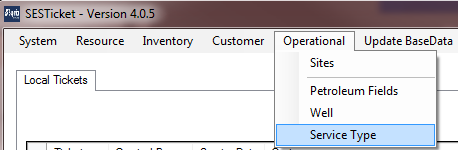 SESTicket - Version 4.0.5
System Resource Inventory Customer Operational Update BaseData
Sites
Petroleum Fields
Well
Service Type
Local Tickets